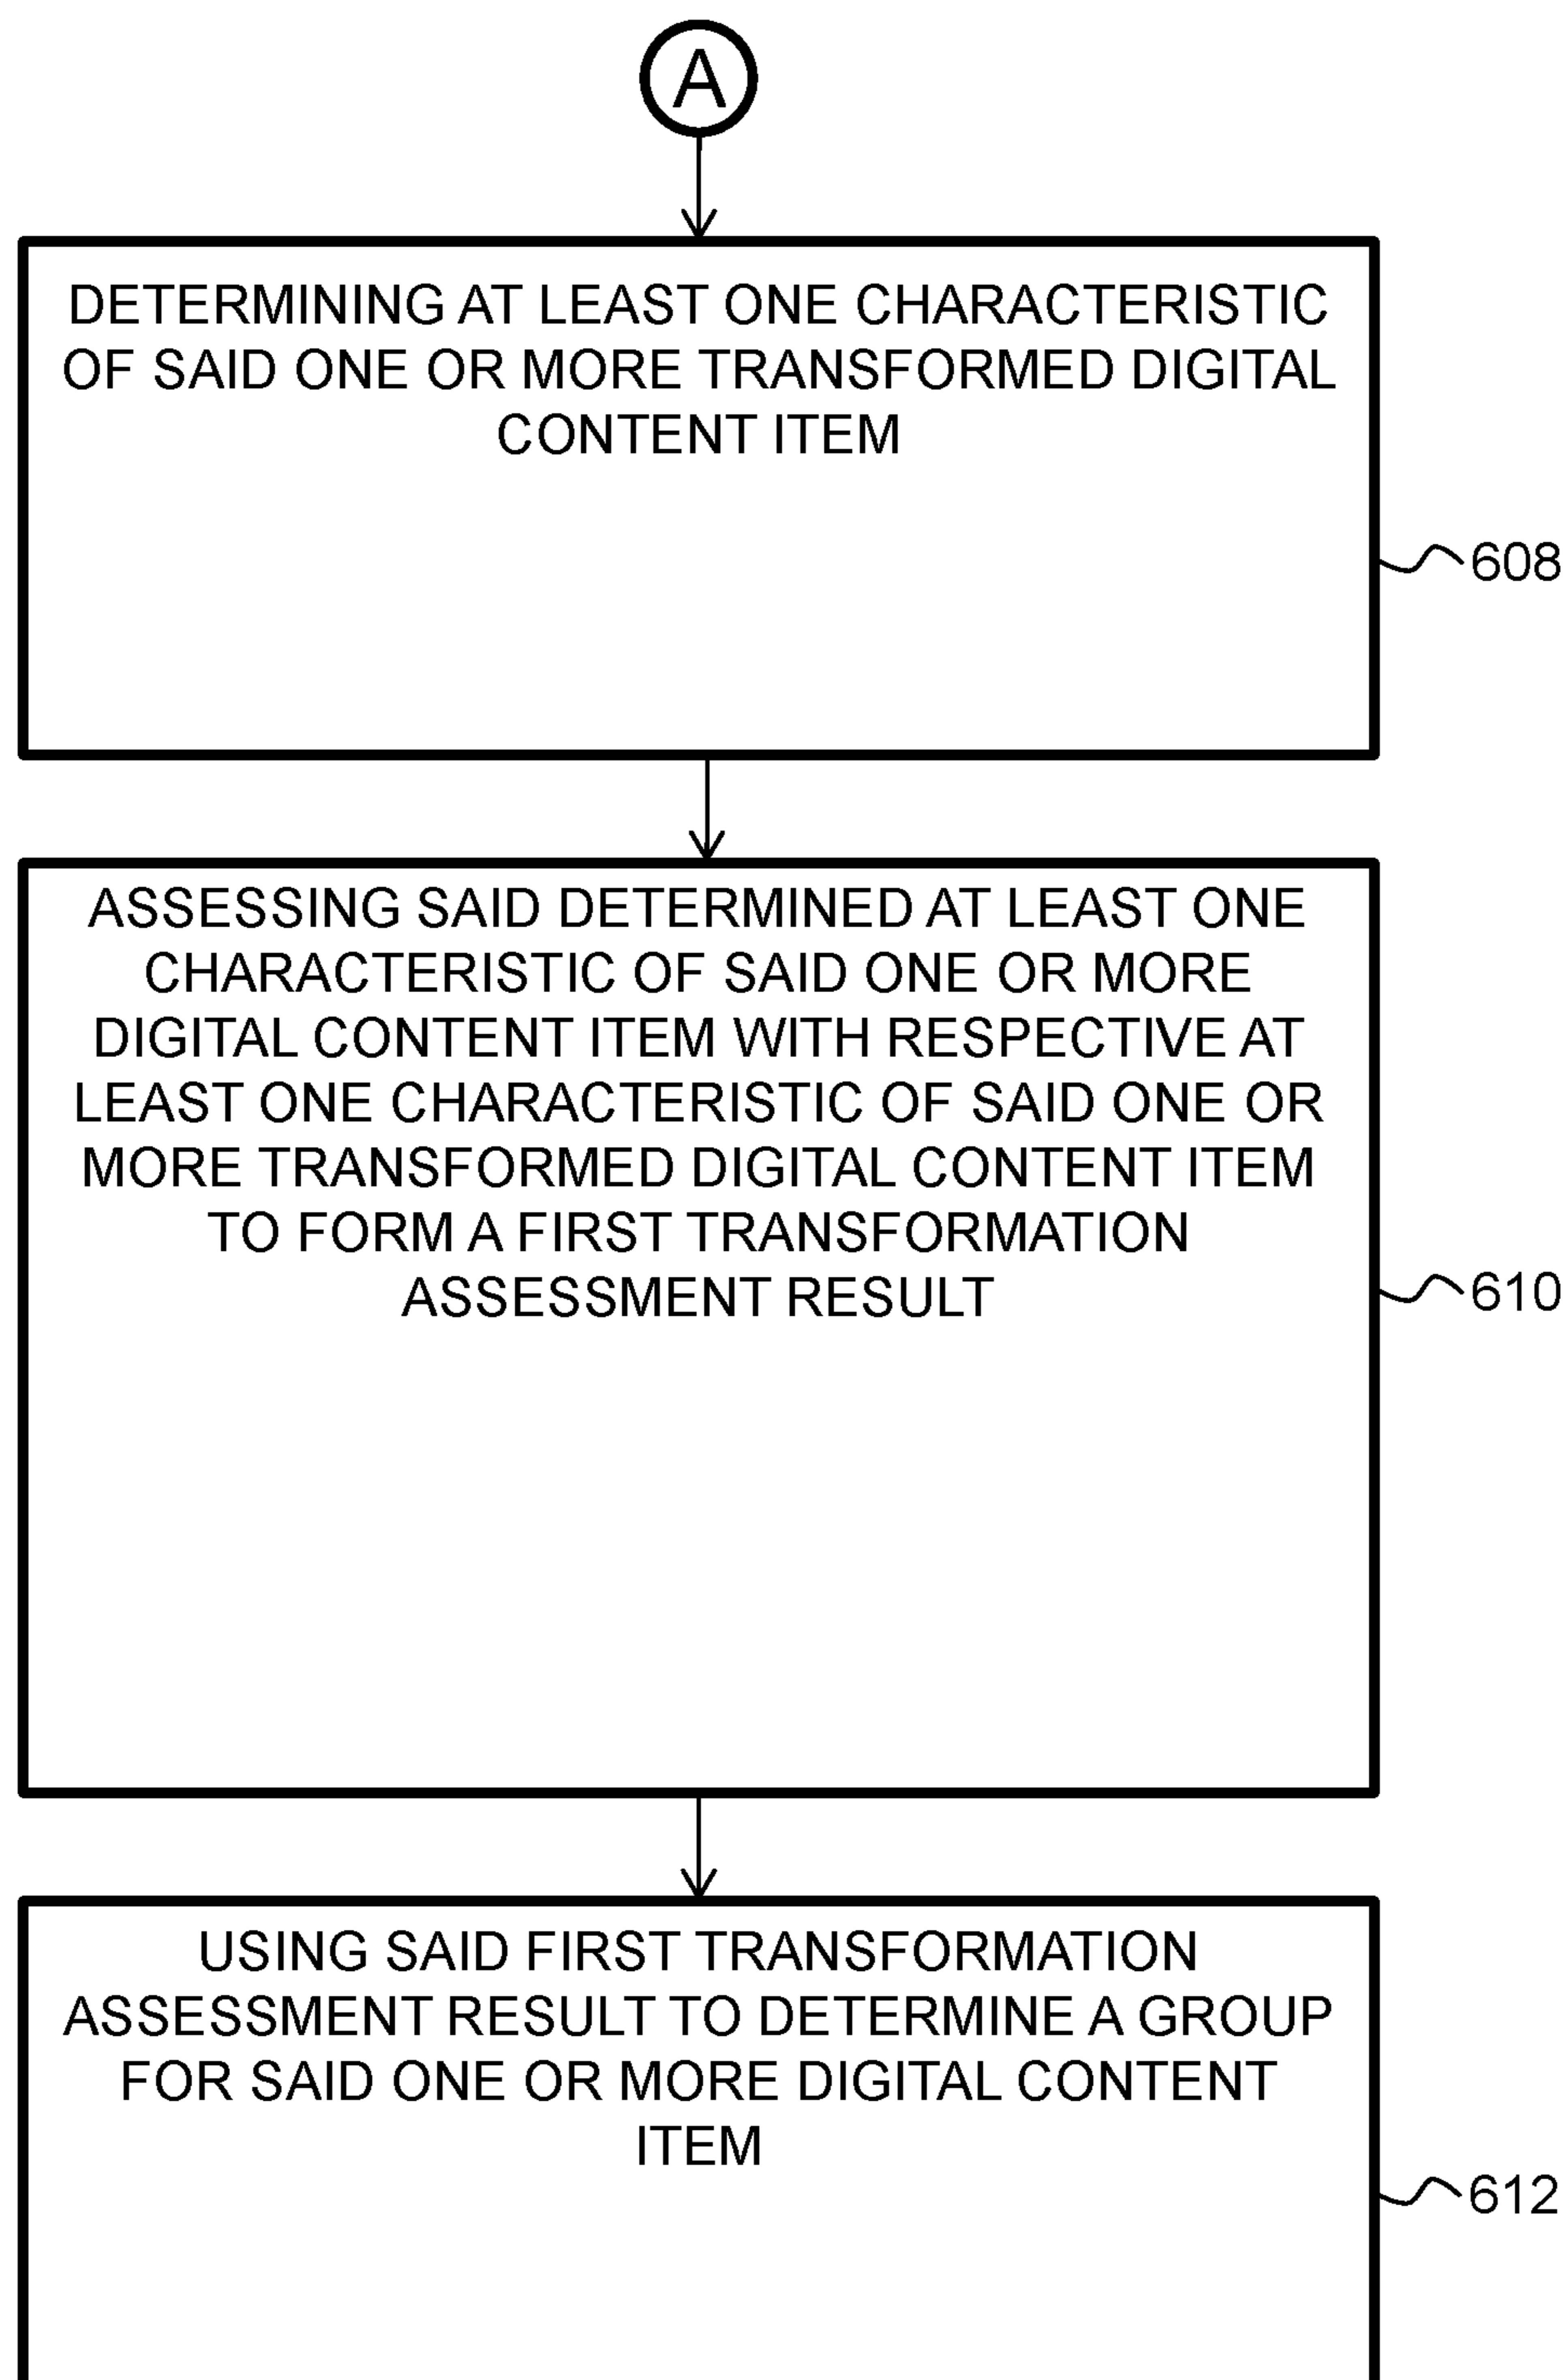 A
DETERMINING AT LEAST ONE CHARACTERISTIC
OF SAID ONE OR MORE TRANSFORMED DIGITAL
CONTENT ITEM
608
ASSESSING SAID DETERMINED AT LEAST ONE
CHARACTERISTIC OF SAID ONE OR MORE
DIGITAL CONTENT ITEM WITH RESPECTIVE AT
LEAST ONE CHARACTERISTIC OF SAID ONE OR
MORE TRANSFORMED DIGITAL CONTENT ITEM
TO FORM A FIRST TRANSFORMATION
ASSESSMENT RESULT
610
USING SAID FIRST TRANSFORMATION
ASSESSMENT RESULT TO DETERMINE A GROUP
FOR SAID ONE OR MORE DIGITAL CONTENT
ITEM
612